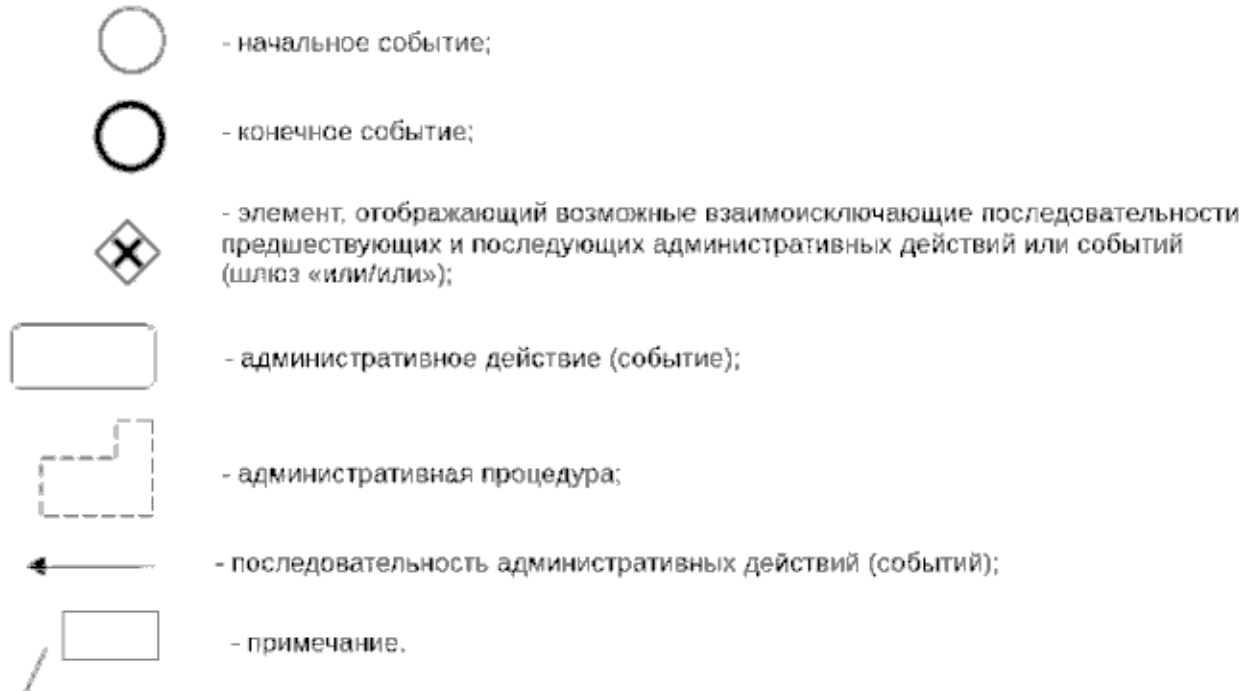 - начальное событие;
- конечное событие;
- элемент, отображающий возможные взаимоисключающие последовательности
предшествующих и последующих административных действий или событий
(шлюз «или/или»);
- административное действие (событие);
- административная процедура;
- последовательность административных действий (событий);
- примечание.